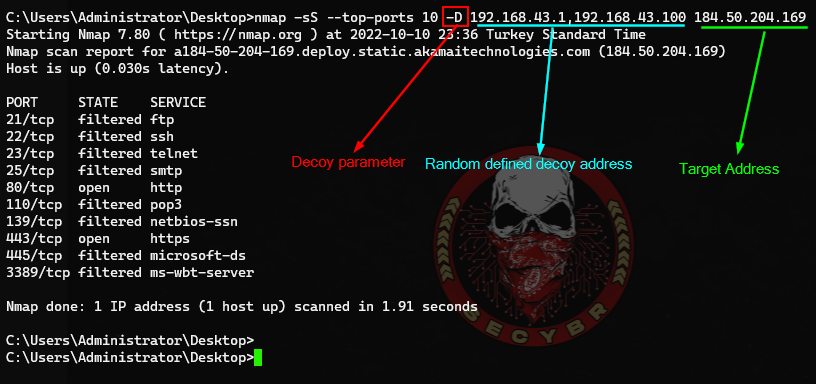 C:\Users\Administrator\Desktop>nmap -sS --top-ports 10 -D 192.168.43.1,192.168.43.100 184.50.204.169
Starting Nmap 7.80 ( https://nmap.org ) at 2022-10-10 23:36 Turkey Standard Time
Nmap scan report for a184-50-204-169.deploy.static.akamaitechnologies.com (184.50.204.169)
Host is up (0.030s latency).
PORT     STATE    SERVICE
21/tcp   filtered ftp
22/tcp   filtered ssh
23/tcp   filtered telnet
25/tcp   filtered smtp
Decoy parameter
Random defined decoy address
Target Address
80/tcp   open     http
110/tcp  filtered pop3
139/tcp  filtered netbios-ssn
443/tcp  open     https
445/tcp  filtered microsoft-ds
3389/tcp filtered ms-wbt-server
Nmap done: 1 IP address (1 host up) scanned in 1.91 seconds
SECYBR
C:\Users\Administrator\Desktop>
C:\Users\Administrator\Desktop>